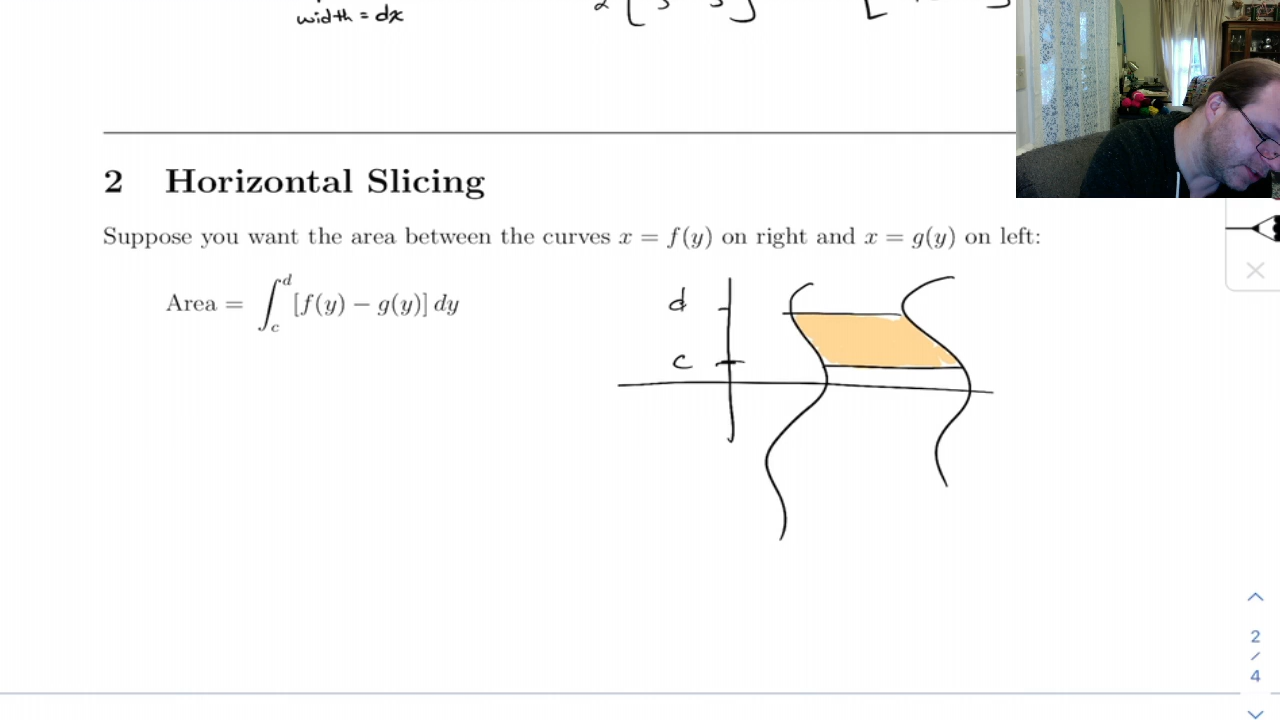 width = dx
2 Horizontal Slicing
Suppose you want the area between the curves x = f(y) on right and x = g(y) on left:
Area = ∫_c^d [f(y) − g(y)] dy
d
c
2
/
4